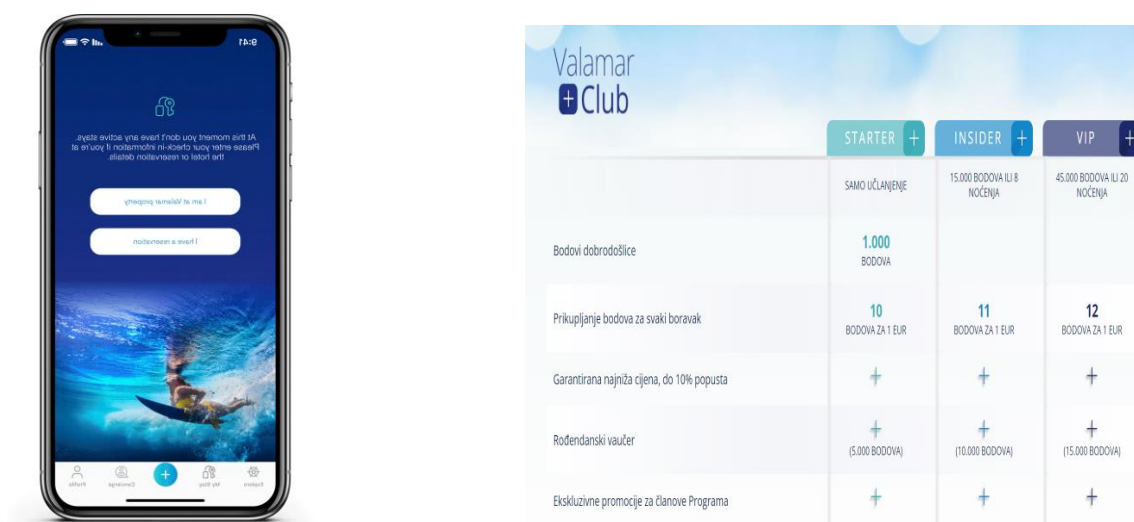 9:41
At this moment you don't have any active stays.
Please enter your check-in information if you're at
the hotel or reservation details.
I am at Valamar property
I have a reservation
Explore
My Stay
Concierge
Profile
Valamar
+ Club
STARTER +
INSIDER +
VIP +
SAMO UČLANJENJE
15.000 BODOVA ILI 8
NOĆENJA
45.000 BODOVA ILI 20
NOĆENJA
Bodovi dobrodošlice
1.000
BODOVA
Prikupljanje bodova za svaki boravak
10
BODOVA ZA 1 EUR
11
BODOVA ZA 1 EUR
12
BODOVA ZA 1 EUR
Garantirana najniža cijena, do 10% popusta
+
+
+
Rođendanski vaučer
+
(5.000 BODOVA)
+
(10.000 BODOVA)
+
(15.000 BODOVA)
Ekskluzivne promocije za članove Programa
+
+
+